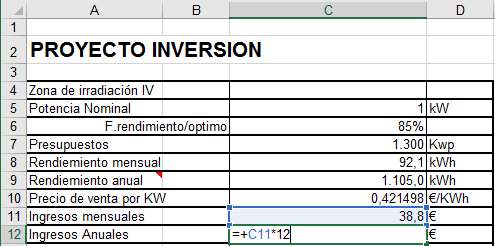 A B C D
1
2 PROYECTO INVERSION
3
4 Zona de irradiación IV
5 Potencia Nominal 1 kW
6 F.rendimiento/optimo 85%
7 Presupuestos 1.300 Kwp
8 Rendiemiento mensual 92,1 kWh
9 Rendiemiento anual 1.105,0 kWh
10 Precio de venta por KW 0,421498 €/KWh
11 Ingresos mensuales 38,8 €
12 Ingresos Anuales =+C11*12 €